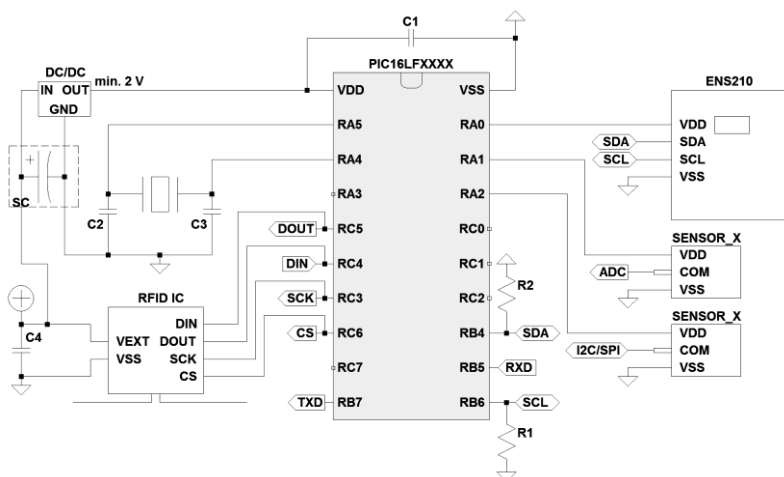 C1
PIC16LFXXXX
DC/DC
IN OUT
GND
min. 2 V
SC
+
C2
C3
C4
RFID IC
VEXT
VSS
DIN
DOUT
SCK
CS
DOUT
DIN
SCK
CS
TXD
VDD
RA5
RA4
RA3
RC5
RC4
RC3
RC6
RC7
RB7
VSS
RA0
RA1
RA2
RC0
RC1
RC2
RB4
RB5
RB6
R2
SDA
RXD
SCL
R1
ENS210
VDD
SDA
SCL
VSS
SDA
SCL
SENSOR_X
VDD
COM
VSS
ADC
SENSOR_X
VDD
COM
VSS
I2C/SPI